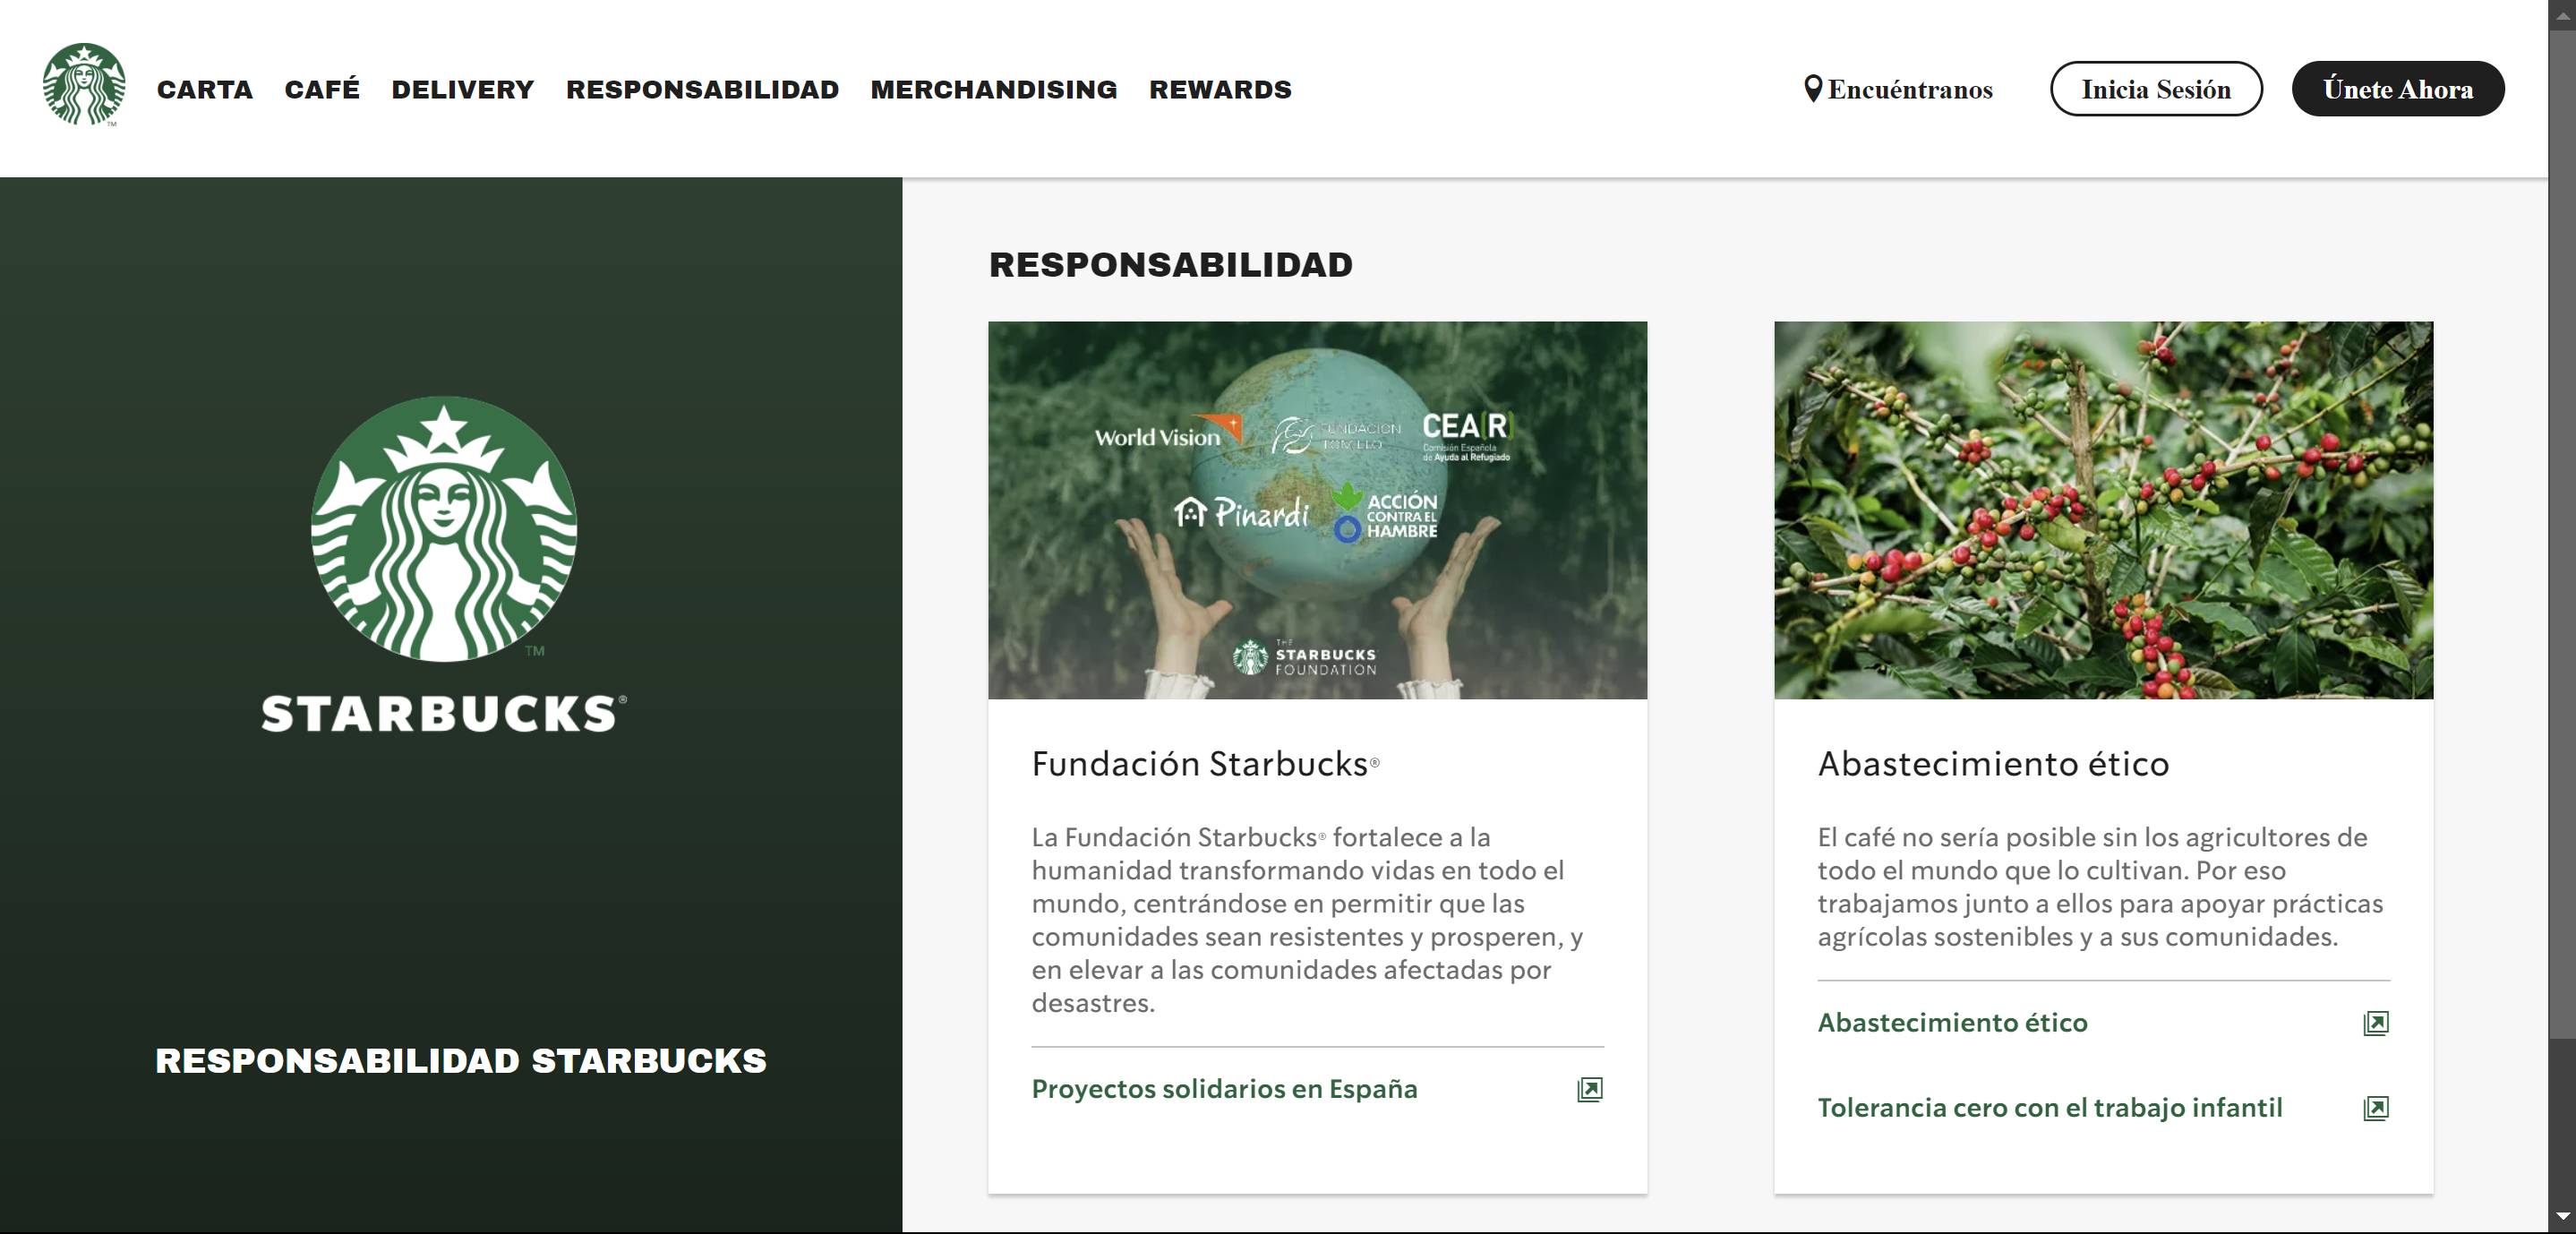 CARTA CAFÉ DELIVERY RESPONSABILIDAD MERCHANDISING REWARDS
Encuéntranos
Inicia Sesión
Únete Ahora
TM
TM
STARBUCKS®
RESPONSABILIDAD STARBUCKS
RESPONSABILIDAD
World Vision
FUNDACIÓN
CEA(R)
Comisión Española
de Ayuda al Refugiado
Pinardi
ACCIÓN
CONTRA EL
HAMBRE
THE
STARBUCKS
FOUNDATION
Fundación Starbucks®
La Fundación Starbucks® fortalece a la
humanidad transformando vidas en todo el
mundo, centrándose en permitir que las
comunidades sean resistentes y prosperen, y
en elevar a las comunidades afectadas por
desastres.
Proyectos solidarios en España
Abastecimiento ético
El café no sería posible sin los agricultores de
todo el mundo que lo cultivan. Por eso
trabajamos junto a ellos para apoyar prácticas
agrícolas sostenibles y a sus comunidades.
Abastecimiento ético
Tolerancia cero con el trabajo infantil